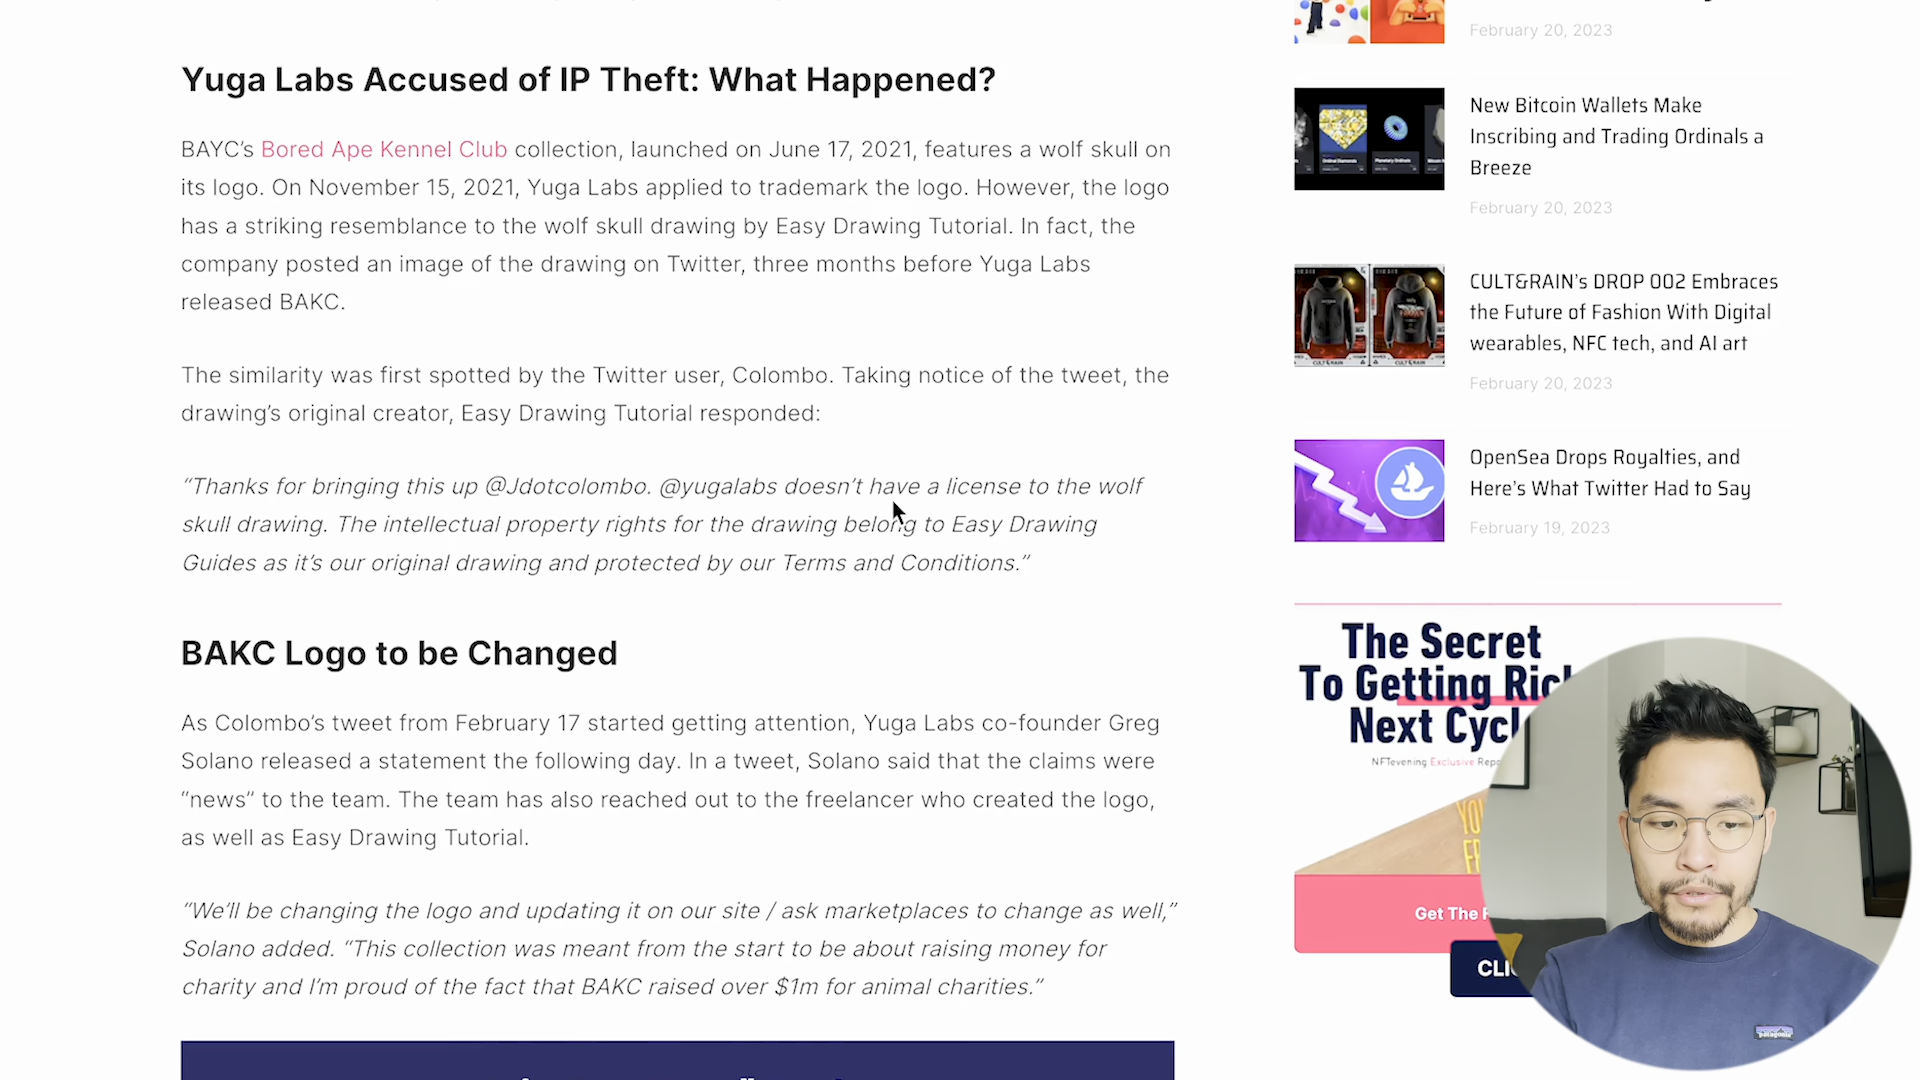 Yuga Labs Accused of IP Theft: What Happened?
BAYC’s Bored Ape Kennel Club collection, launched on June 17, 2021, features a wolf skull on
its logo. On November 15, 2021, Yuga Labs applied to trademark the logo. However, the logo
has a striking resemblance to the wolf skull drawing by Easy Drawing Tutorial. In fact, the
company posted an image of the drawing on Twitter, three months before Yuga Labs
released BAKC.
The similarity was first spotted by the Twitter user, Colombo. Taking notice of the tweet, the
drawing’s original creator, Easy Drawing Tutorial responded:
“Thanks for bringing this up @Jdotcolombo. @yugalabs doesn’t have a license to the wolf
skull drawing. The intellectual property rights for the drawing belong to Easy Drawing
Guides as it’s our original drawing and protected by our Terms and Conditions.”
BAKC Logo to be Changed
As Colombo’s tweet from February 17 started getting attention, Yuga Labs co-founder Greg
Solano released a statement the following day. In a tweet, Solano said that the claims were
“news” to the team. The team has also reached out to the freelancer who created the logo,
as well as Easy Drawing Tutorial.
“We’ll be changing the logo and updating it on our site / ask marketplaces to change as well,”
Solano added. “This collection was meant from the start to be about raising money for
charity and I’m proud of the fact that BAKC raised over $1m for animal charities.”
February 20, 2023
New Bitcoin Wallets Make
Inscribing and Trading Ordinals a
Breeze
February 20, 2023
CULT&RAIN’s DROP 002 Embraces
the Future of Fashion With Digital
wearables, NFC tech, and AI art
February 20, 2023
OpenSea Drops Royalties, and
Here’s What Twitter Had to Say
February 19, 2023
The Secret
To Getting Rich
Next Cycl
NFTevening Exclusive Repo
Get The
CLI
patagonia